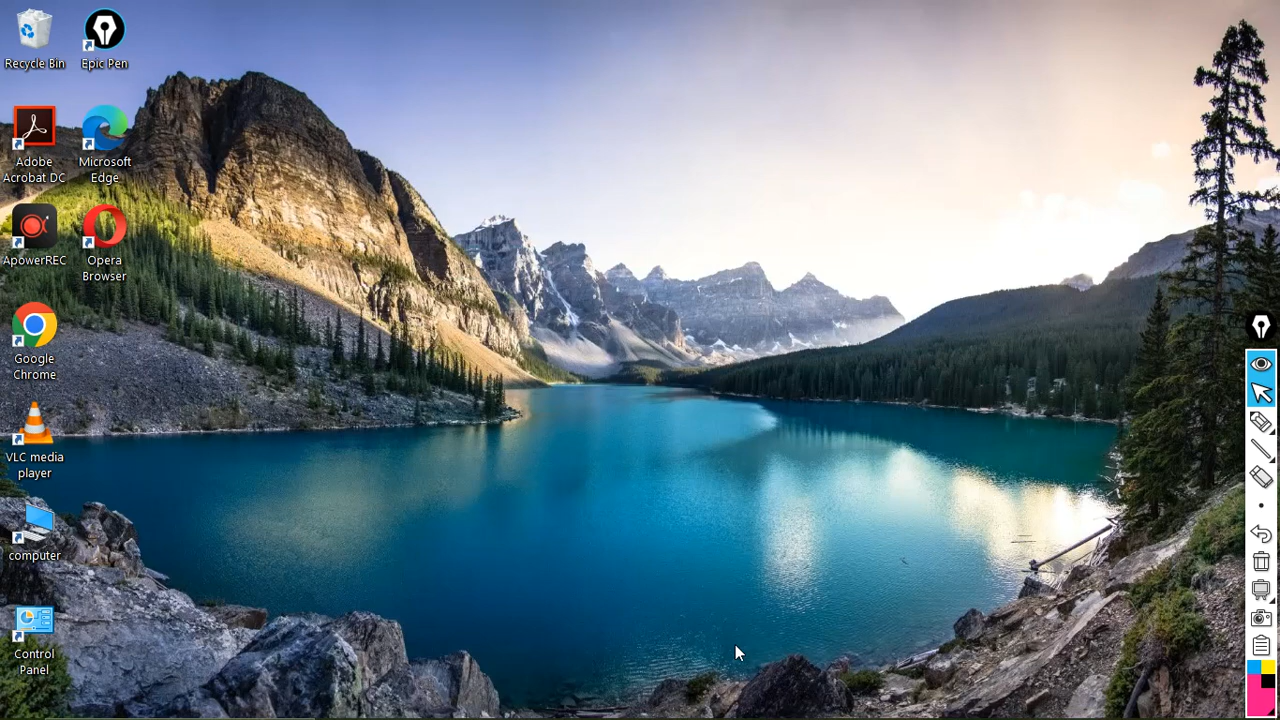 Recycle Bin
Epic Pen
Adobe
Acrobat DC
Microsoft
Edge
ApowerREC
Opera
Browser
Google
Chrome
VLC media
player
computer
Control
Panel